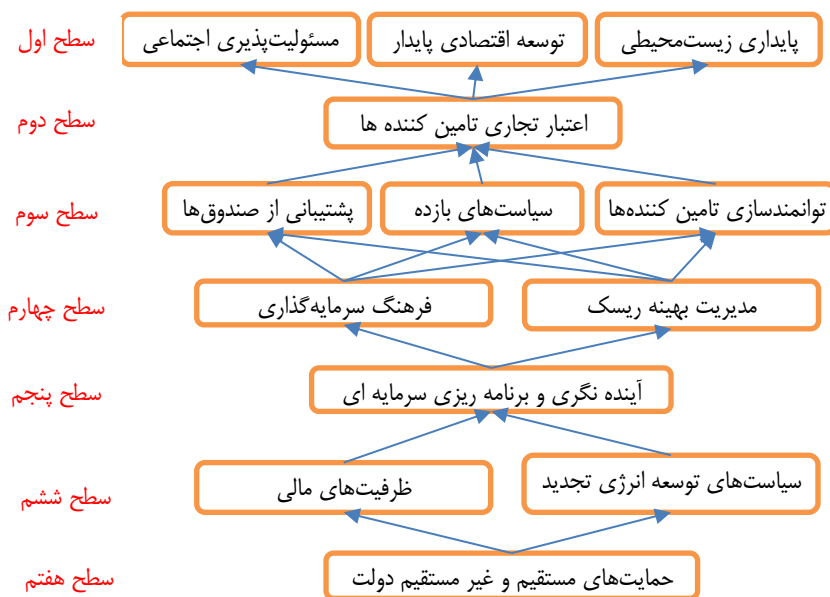 سطح اول
پایداری زیست‌محیطی
توسعه اقتصادی پایدار
مسئولیت‌پذیری اجتماعی
سطح دوم
اعتبار تجاری تامین کننده ها
سطح سوم
توانمندسازی تامین کننده‌ها
سیاست‌های بازده
پشتیبانی از صندوق‌ها
سطح چهارم
مدیریت بهینه ریسک
فرهنگ سرمایه‌گذاری
سطح پنجم
آینده نگری و برنامه ریزی سرمایه ای
سطح ششم
سیاست‌های توسعه انرژی تجدید
ظرفیت‌های مالی
سطح هفتم
حمایت‌های مستقیم و غیر مستقیم دولت